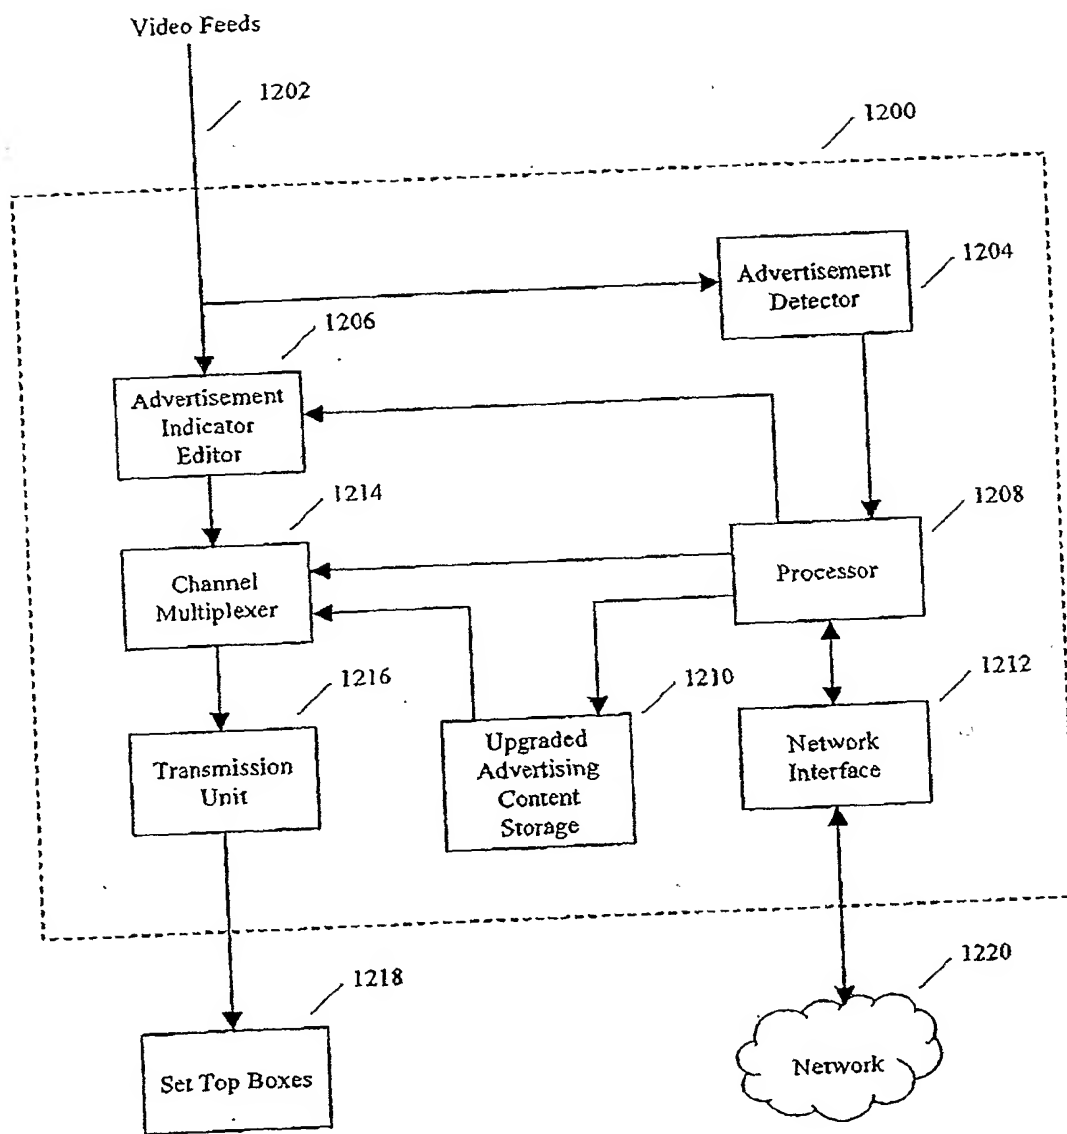 Video Feeds
1202
1200
Advertisement
Detector
1204
1206
Advertisement
Indicator
Editor
1214
1208
Channel
Multiplexer
Processor
1216
1210
1212
Transmission
Unit
Upgraded
Advertising
Content
Storage
Network
Interface
1218
1220
Set Top Boxes
Network